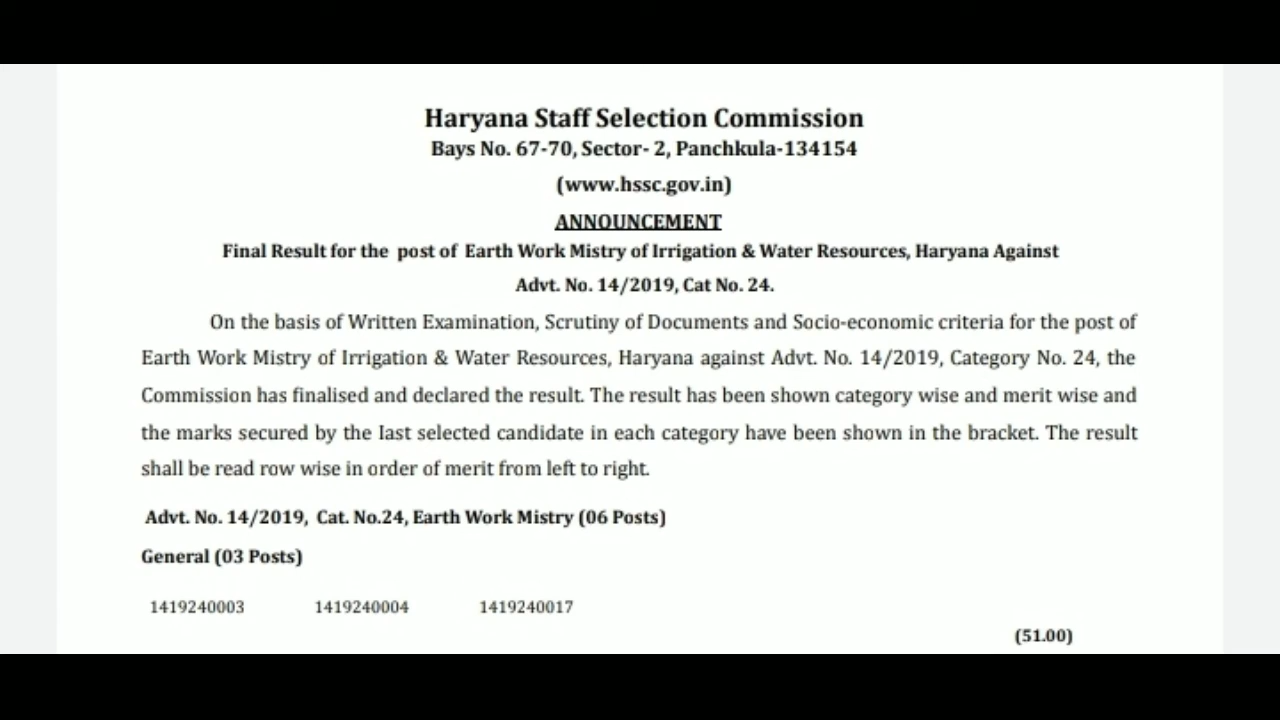 Haryana Staff Selection Commission
Bays No. 67-70, Sector- 2, Panchkula-134154
(www.hssc.gov.in)
ANNOUNCEMENT
Final Result for the post of Earth Work Mistry of Irrigation & Water Resources, Haryana Against
Advt. No. 14/2019, Cat No. 24.
On the basis of Written Examination, Scrutiny of Documents and Socio-economic criteria for the post of
Earth Work Mistry of Irrigation & Water Resources, Haryana against Advt. No. 14/2019, Category No. 24, the
Commission has finalised and declared the result. The result has been shown category wise and merit wise and
the marks secured by the last selected candidate in each category have been shown in the bracket. The result
shall be read row wise in order of merit from left to right.
Advt. No. 14/2019, Cat. No.24, Earth Work Mistry (06 Posts)
General (03 Posts)
1419240003 1419240004 1419240017
(51.00)